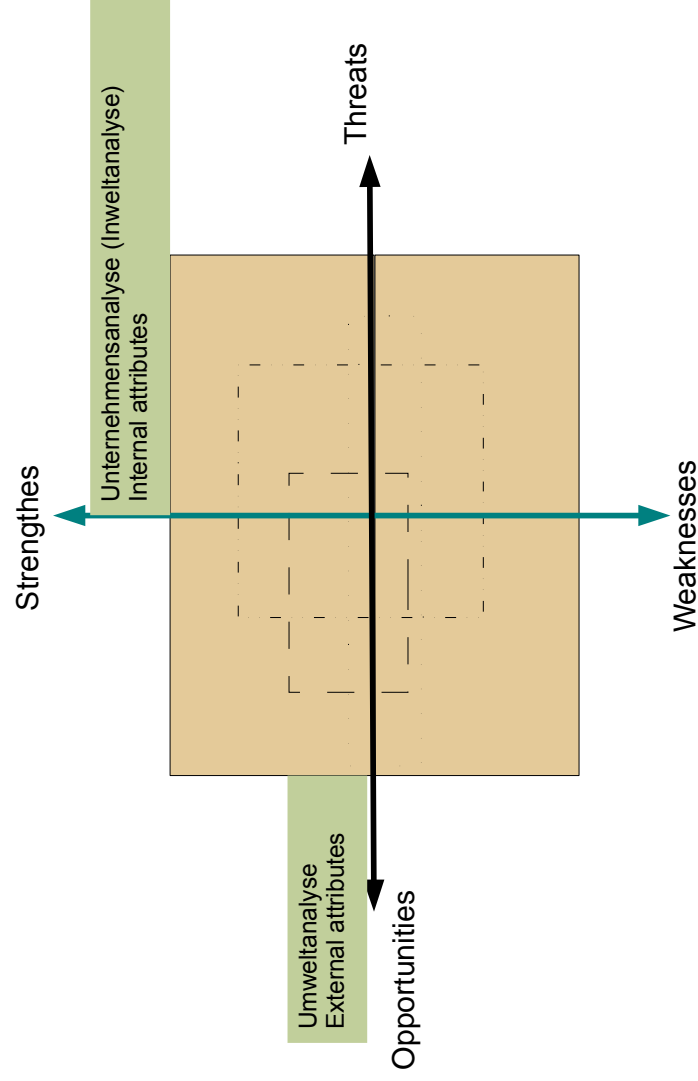 Strengthes
Unternehmensanalyse (Inweltanalyse)
Internal attributes
Threats
Umweltanalyse
External attributes
Opportunities
Weaknesses